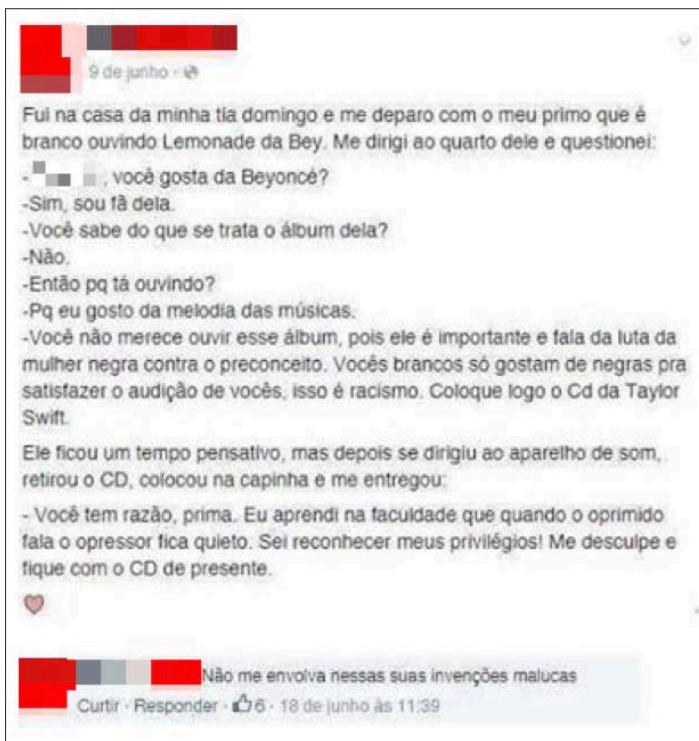 9 de junho ·
Fui na casa da minha tia domingo e me deparo com o meu primo que é
branco ouvindo Lemonade da Bey. Me dirigi ao quarto dele e questionei:
- , você gosta da Beyoncé?
-Sim, sou fã dela.
-Você sabe do que se trata o álbum dela?
-Não.
-Então pq tá ouvindo?
-Pq eu gosto da melodia das músicas.
-Você não merece ouvir esse álbum, pois ele é importante e fala da luta da
mulher negra contra o preconceito. Vocês brancos só gostam de negras pra
satisfazer o audição de vocês, isso é racismo. Coloque logo o Cd da Taylor
Swift.
Ele ficou um tempo pensativo, mas depois se dirigiu ao aparelho de som,
retirou o CD, colocou na capinha e me entregou:
- Você tem razão, prima. Eu aprendi na faculdade que quando o oprimido
fala o opressor fica quieto. Sei reconhecer meus privilégios! Me desculpe e
fique com o CD de presente.
Não me envolva nessas suas invenções malucas
Curtir · Responder · 6 · 18 de junho às 11:39